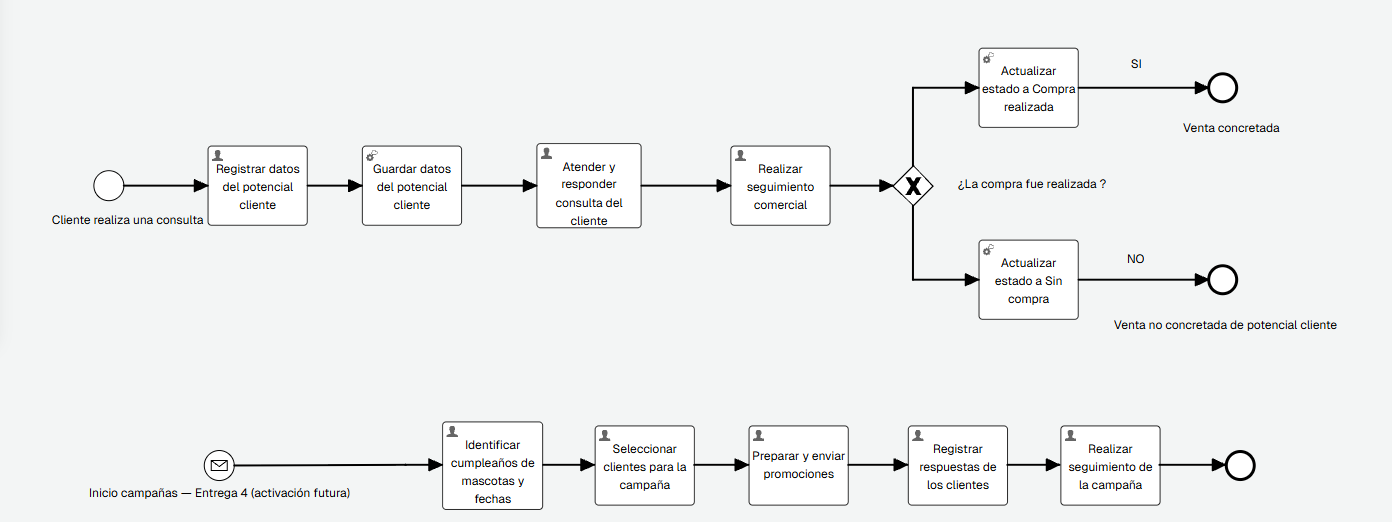 Cliente realiza una consulta
Registrar datos
del potencial
cliente
Guardar datos
del potencial
cliente
Atender y
responder
consulta del
cliente
Realizar
seguimiento
comercial
X
¿La compra fue realizada ?
Actualizar
estado a Compra
realizada
SI
Venta concretada
Actualizar
estado a Sin
compra
NO
Venta no concretada de potencial cliente
Inicio campañas — Entrega 4 (activación futura)
Identificar
cumpleaños de
mascotas y
fechas
Seleccionar
clientes para la
campaña
Preparar y enviar
promociones
Registrar
respuestas de
los clientes
Realizar
seguimiento de
la campaña